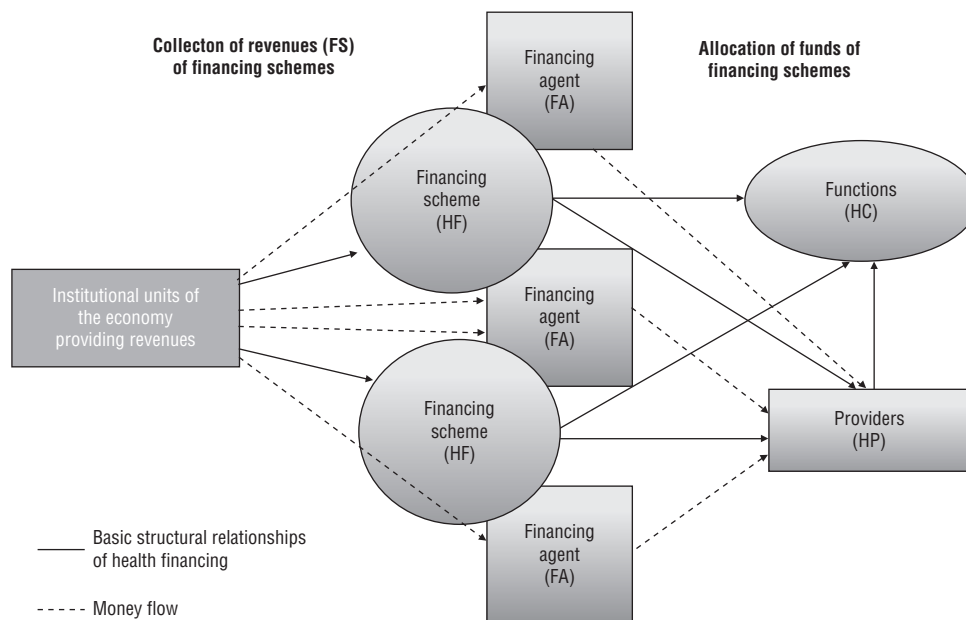 Collecton of revenues (FS)
of financing schemes
Allocation of funds of
financing schemes
Financing
agent
(FA)
Financing
scheme
(HF)
Functions
(HC)
Institutional units of
the economy
providing revenues
Financing
agent
(FA)
Financing
scheme
(HF)
Providers
(HP)
Financing
agent
(FA)
Basic structural relationships
of health financing
Money flow